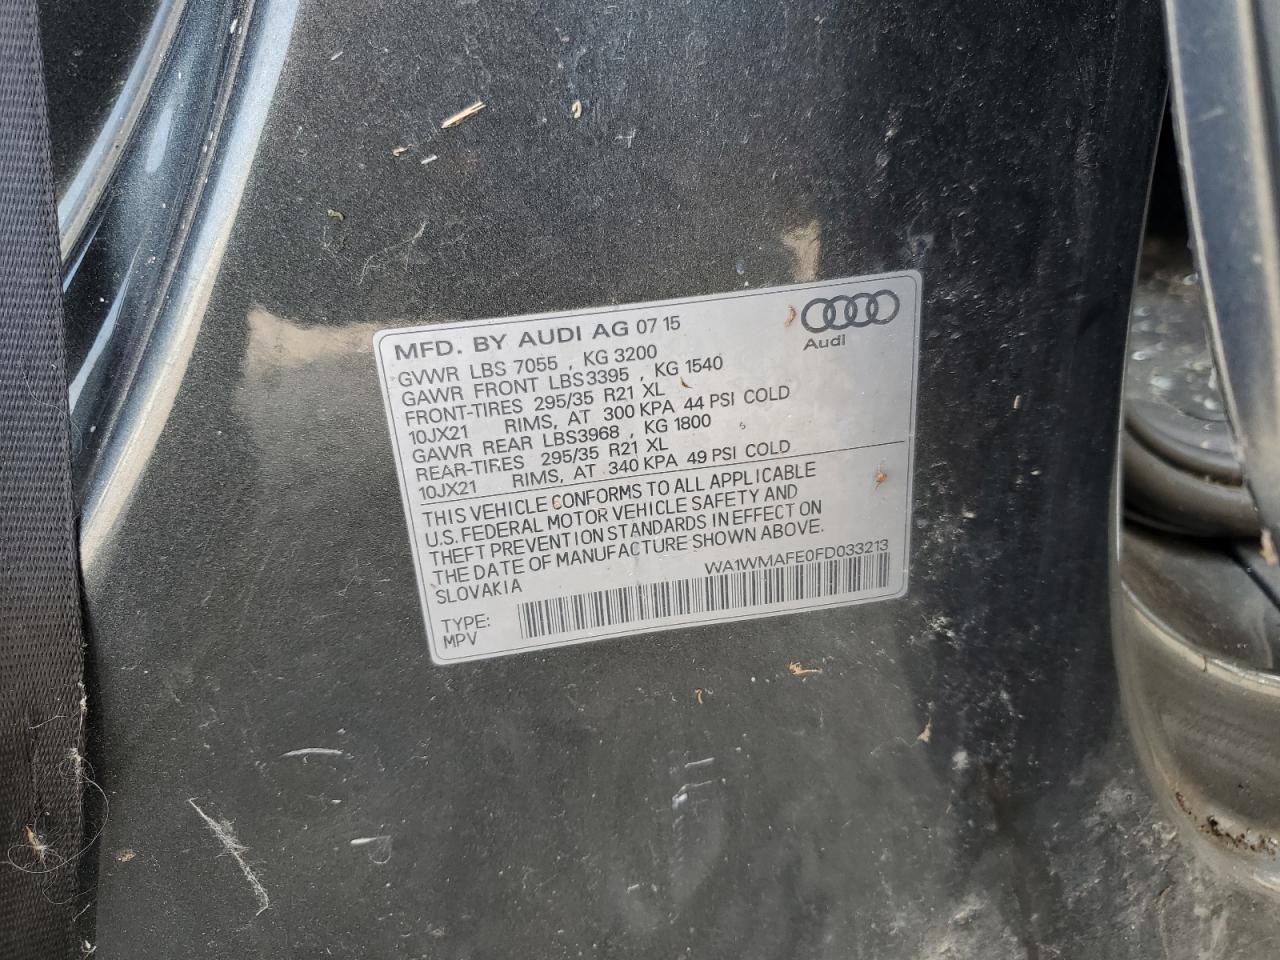 MFD. BY AUDI AG 07 15
Audi
GVWR LBS 7055 , KG 3200
GAWR FRONT LBS3395 , KG 1540
FRONT-TIRES 295/35 R21 XL
10JX21 RIMS, AT 300 KPA 44 PSI COLD
GAWR REAR LBS3968 , KG 1800
REAR-TIRES 295/35 R21 XL
10JX21 RIMS, AT 340 KPA 49 PSI COLD
THIS VEHICLE CONFORMS TO ALL APPLICABLE
U.S. FEDERAL MOTOR VEHICLE SAFETY AND
THEFT PREVENTION STANDARDS IN EFFECT ON
THE DATE OF MANUFACTURE SHOWN ABOVE.
SLOVAKIA
WA1WMAFE0FD033213
TYPE:
MPV